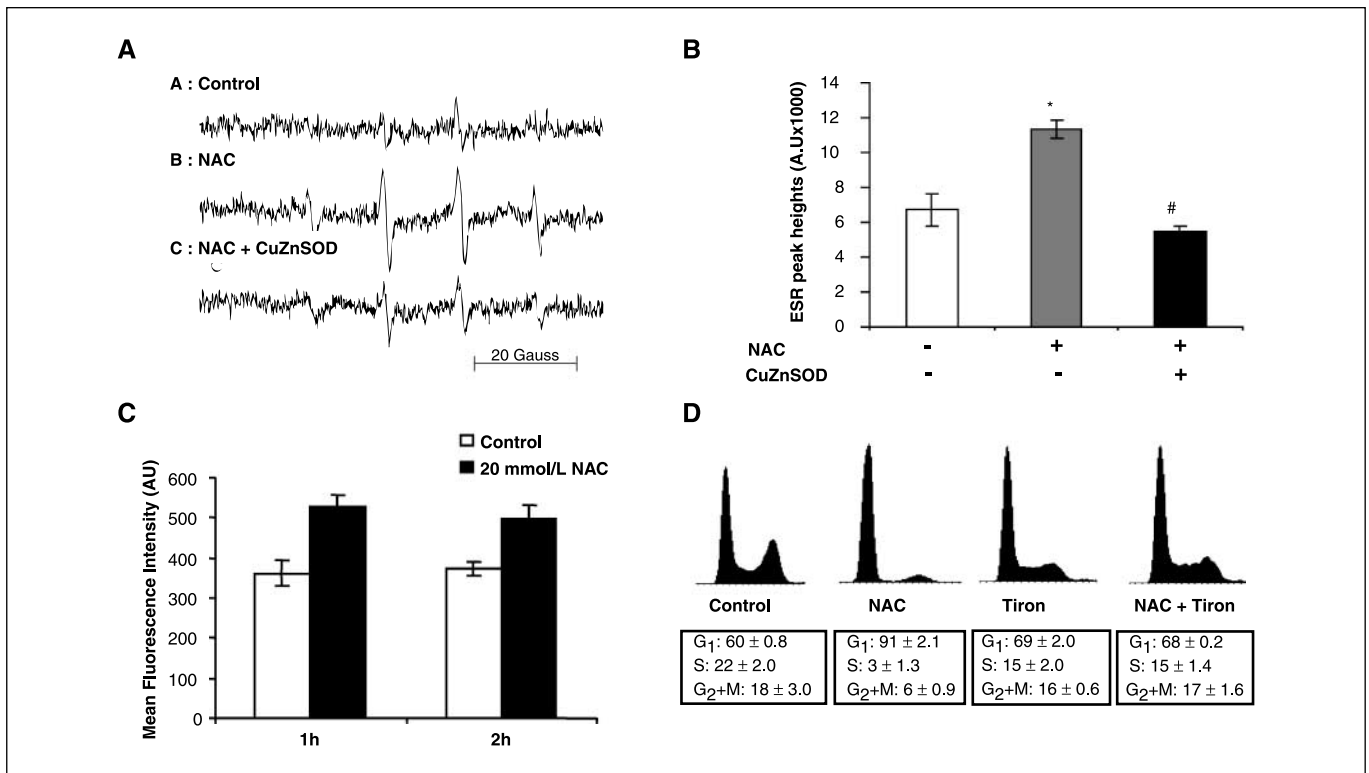 A
A : Control
B : NAC
C : NAC + CuZnSOD
20 Gauss
B
ESR peak heights (A.Ux1000)
14
12
10
8
6
4
2
0
*
#
NAC - + +
CuZnSOD - - +
C
Control
20 mmol/L NAC
Mean Fluorescence Intensity (AU)
600
500
400
300
200
100
0
1h 2h
D
Control NAC Tiron NAC + Tiron
G1: 60 ± 0.8
S: 22 ± 2.0
G2+M: 18 ± 3.0
G1: 91 ± 2.1
S: 3 ± 1.3
G2+M: 6 ± 0.9
G1: 69 ± 2.0
S: 15 ± 2.0
G2+M: 16 ± 0.6
G1: 68 ± 0.2
S: 15 ± 1.4
G2+M: 17 ± 1.6